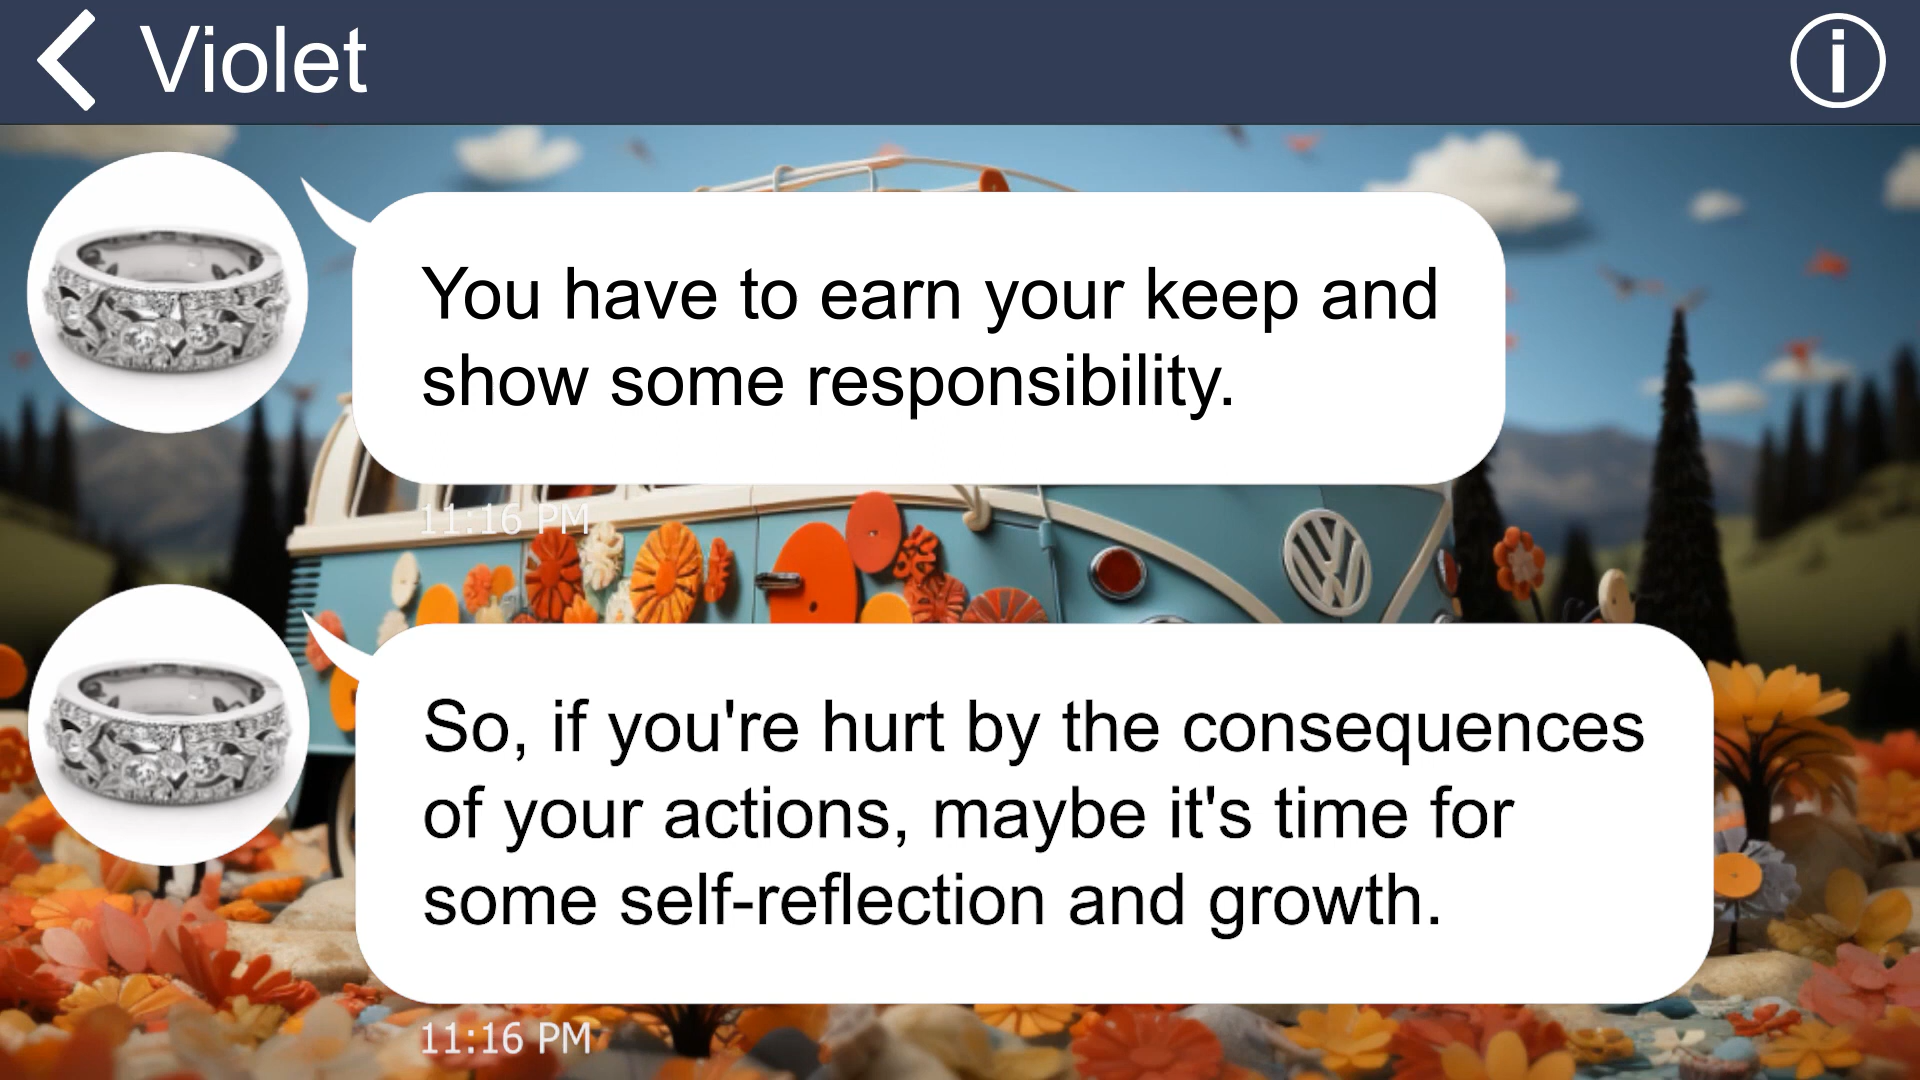 Violet
You have to earn your keep and
show some responsibility.
11:16 PM
So, if you're hurt by the consequences
of your actions, maybe it's time for
some self-reflection and growth.
11:16 PM